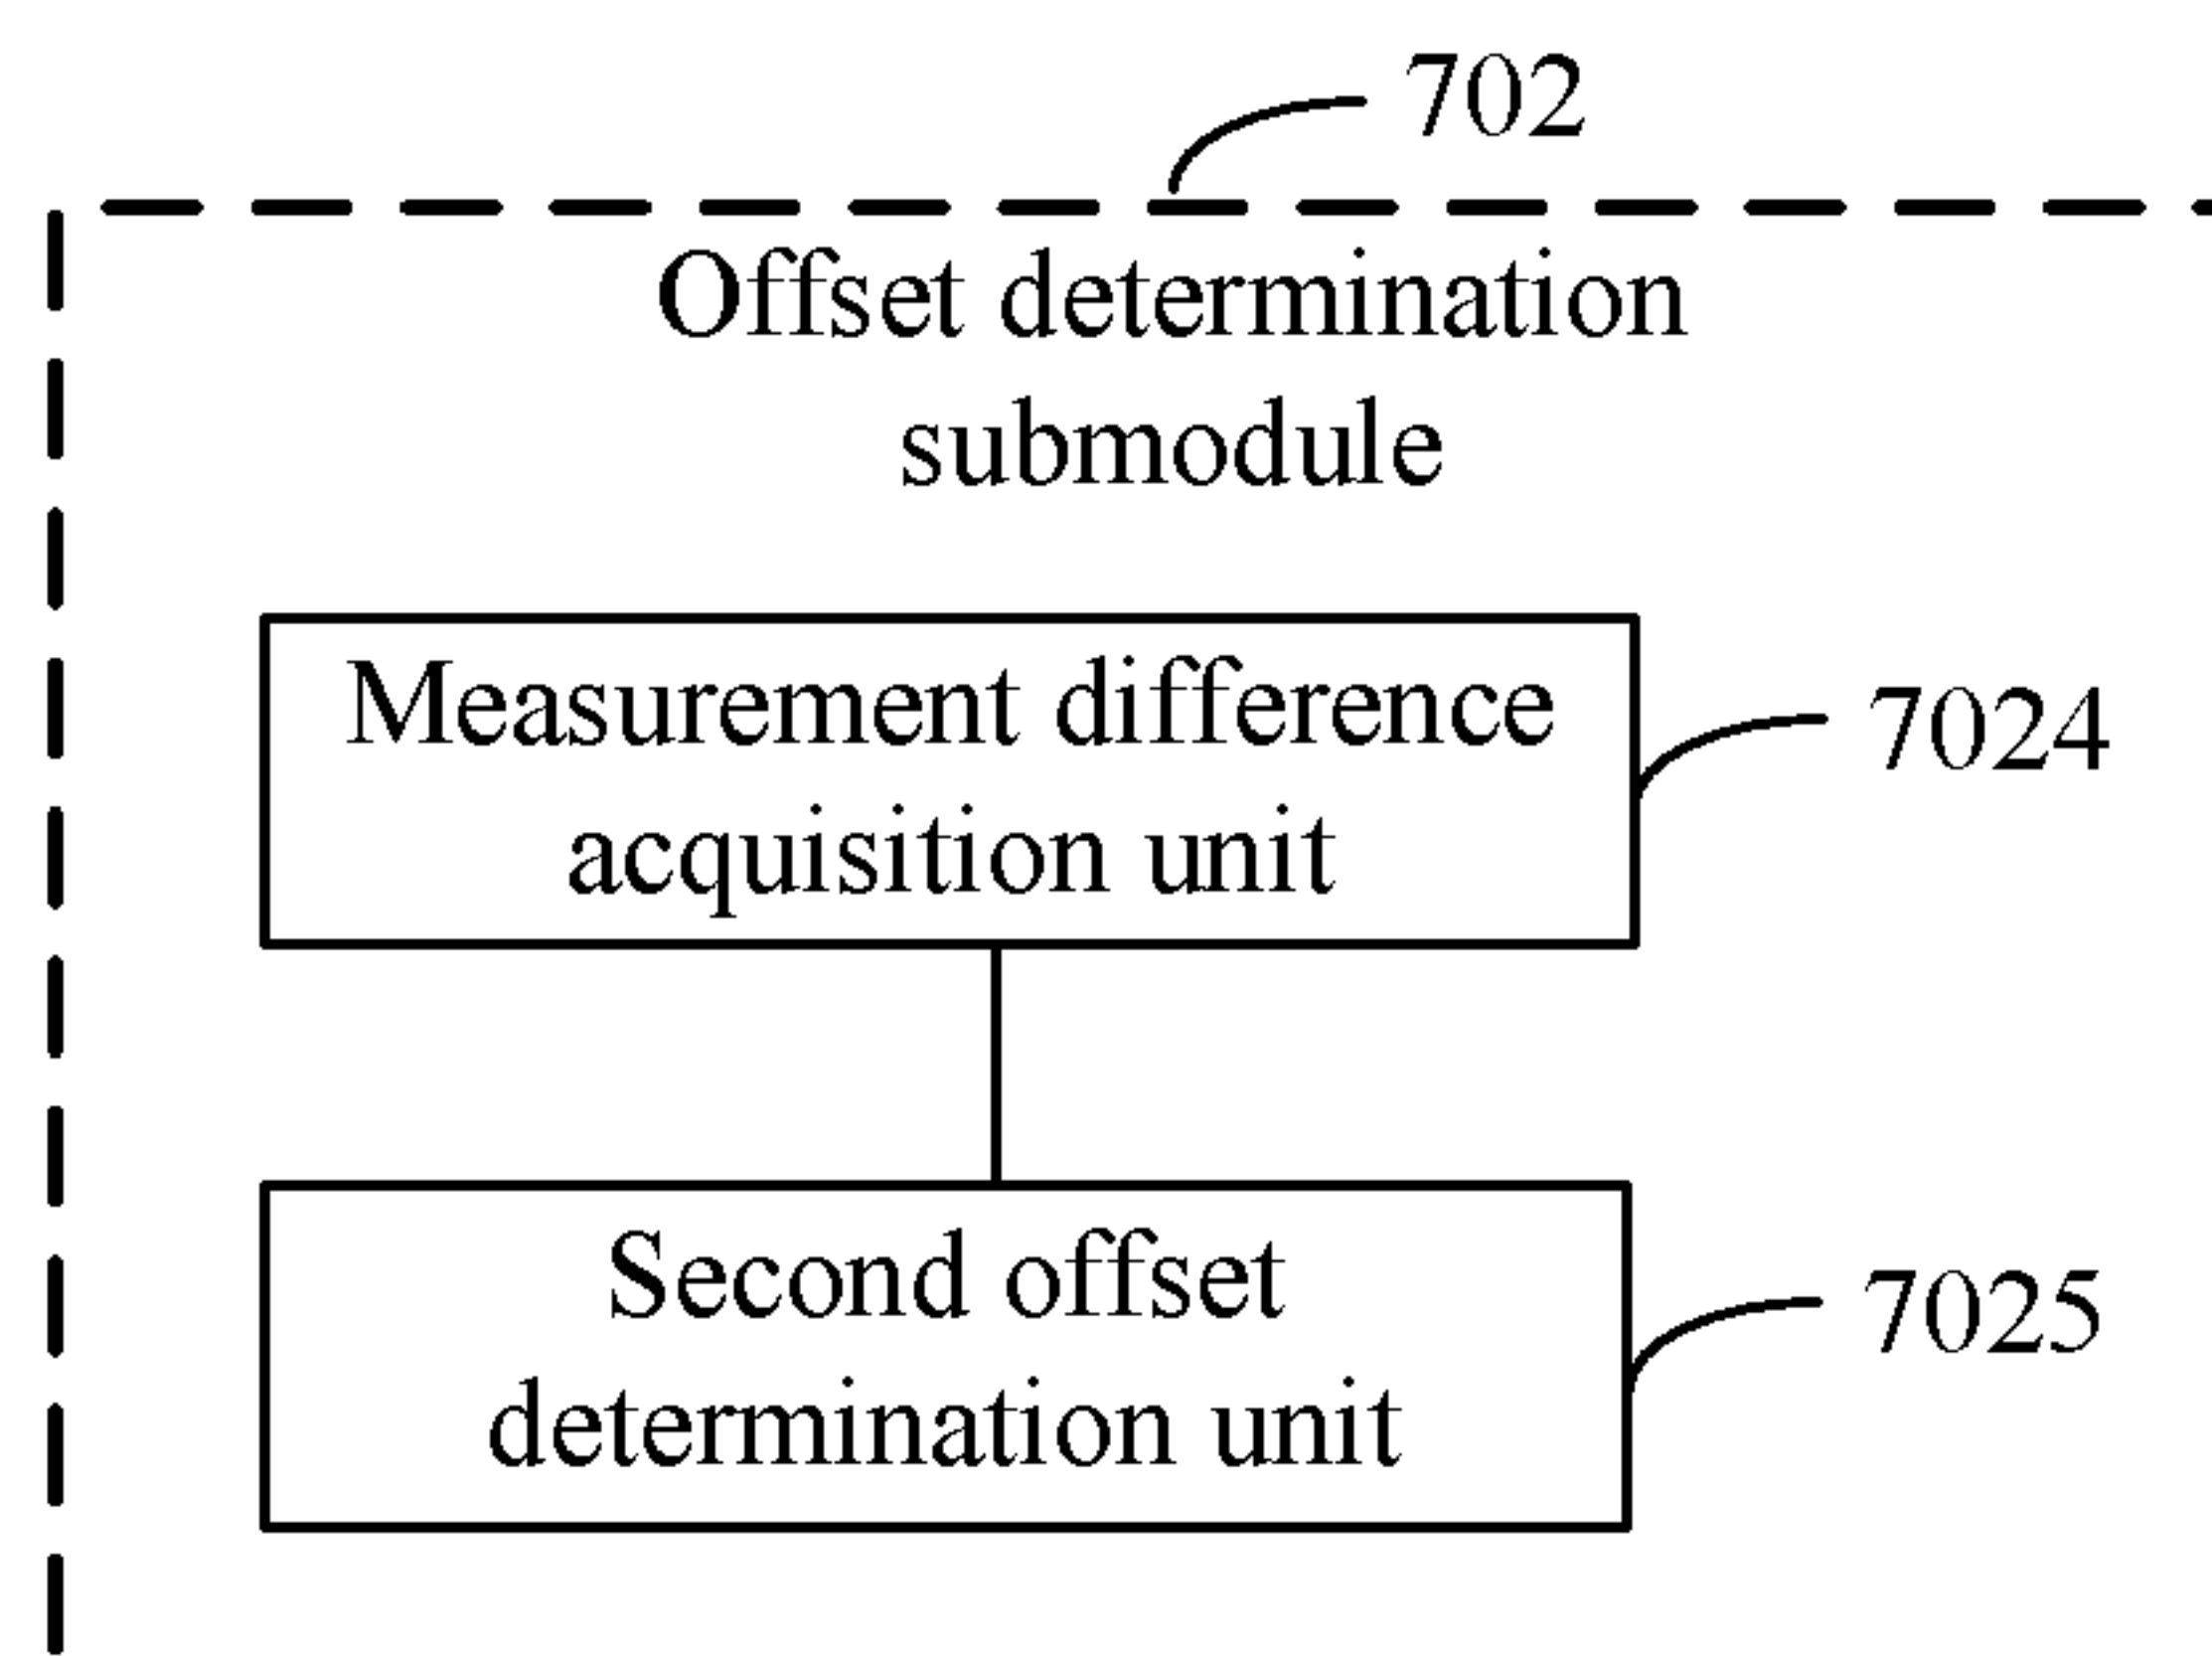 702
Offset determination
submodule
Measurement difference
acquisition unit
7024
Second offset
determination unit
7025